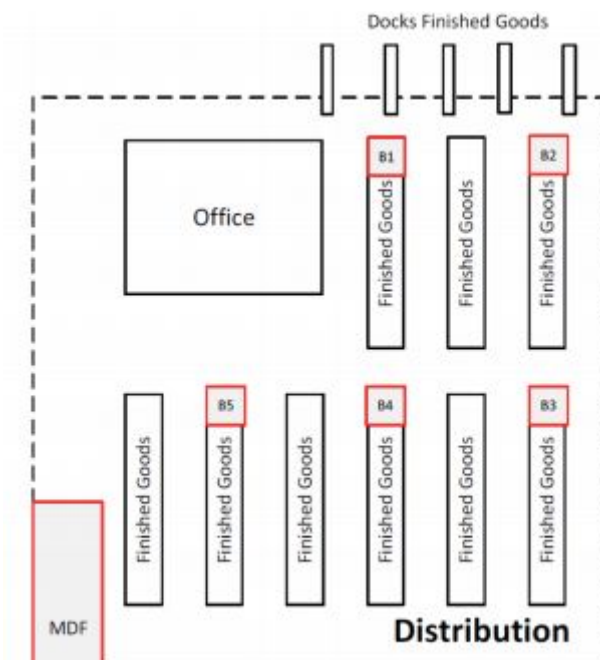 Docks Finished Goods
B1
B2
Office
Finished Goods
Finished Goods
Finished Goods
B5
B4
B3
Finished Goods
Finished Goods
Finished Goods
Finished Goods
Finished Goods
Finished Goods
MDF
Distribution